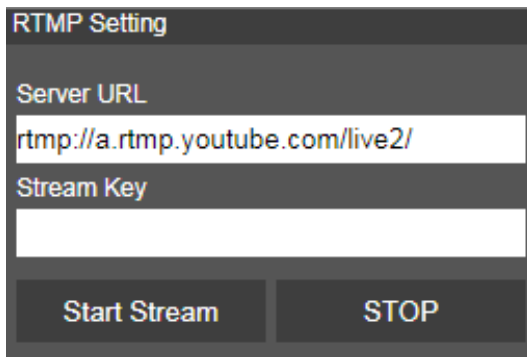 RTMP Setting
Server URL
rtmp://a.rtmp.youtube.com/live2/
Stream Key
Start Stream STOP